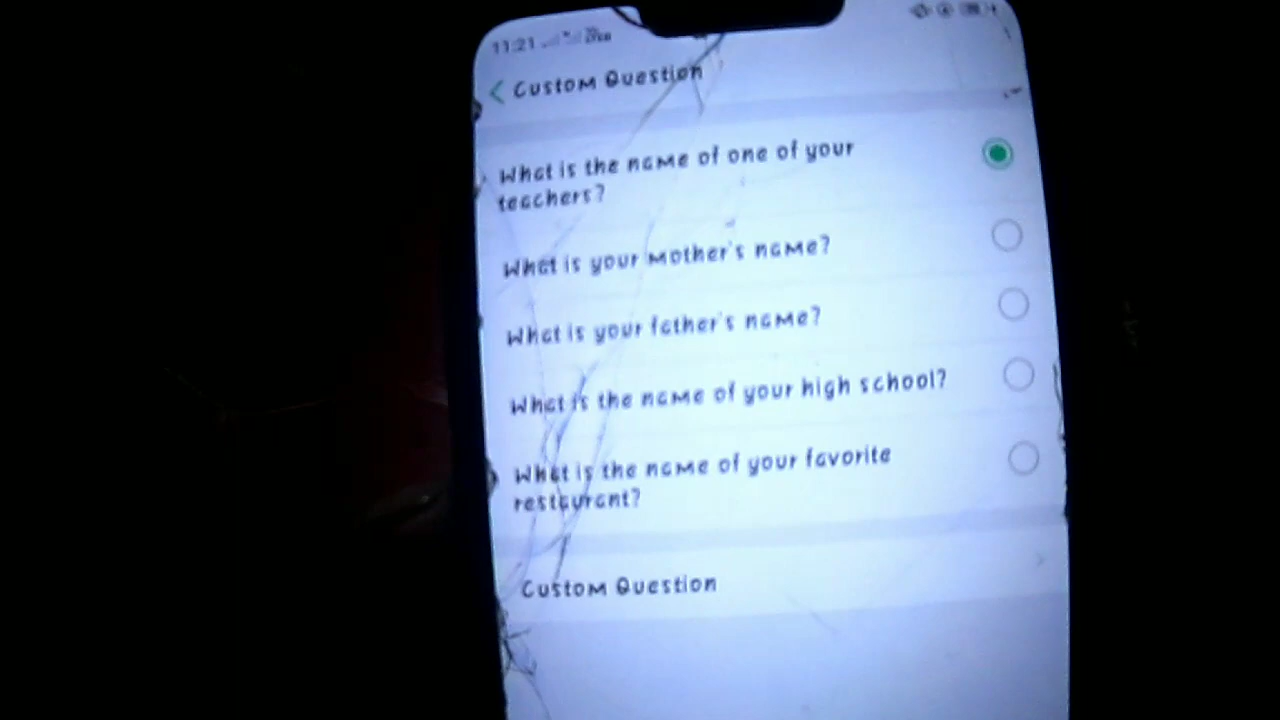 11:21
Custom Question
What is the name of one of your
teachers?
What is your mother's name?
What is your father's name?
What is the name of your high school?
What is the name of your favorite
restaurant?
Custom Question